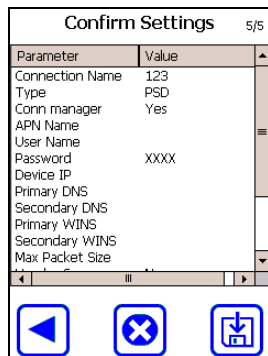 Confirm Settings 5/5
Parameter Value
Connection Name 123
Type PSD
Conn manager Yes
APN Name
User Name
Password XXXX
Device IP
Primary DNS
Secondary DNS
Primary WINS
Secondary WINS
Max Packet Size